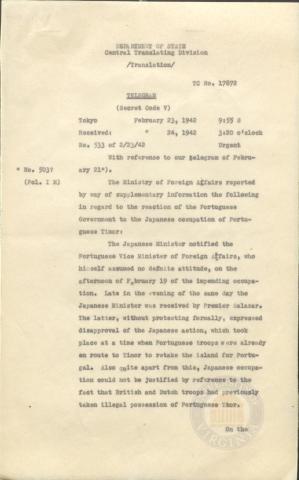 DEPARTMENT OF STATE
Central Translating Division
/Translation/
TC No. 17872
TELEGRAM
(Secret Code V)
Tokyo February 23, 1942 9:55 S
Received: " 24, 1942 3:20 o'clock
No. 533 of 2/23/42 Urgent
With reference to our telegram of Febru-
* No. 5037 ary 21*).
(Pol. I M) The Ministry of Foreign Affairs reported
by way of supplementary information the following
in regard to the reaction of the Portuguese
Government to the Japanese occupation of Portu-
guese Timor:
The Japanese Minister notified the
Portuguese Vice Minister of Foreign Affairs, who
himself assumed no definite attitude, on the
afternoon of February 19 of the impending occupa-
tion. Late in the evening of the same day the
Japanese Minister was received by Premier Salazar.
The latter, without protesting formally, expressed
disapproval of the Japanese action, which took
place at a time when Portuguese troops were already
en route to Timor to retake the island for Portu-
gal. Also quite apart from this, Japanese occupa-
tion could not be justified by reference to the
fact that British and Dutch troops had previously
taken illegal possession of Portuguese Timor.
On the
VIRGINIA